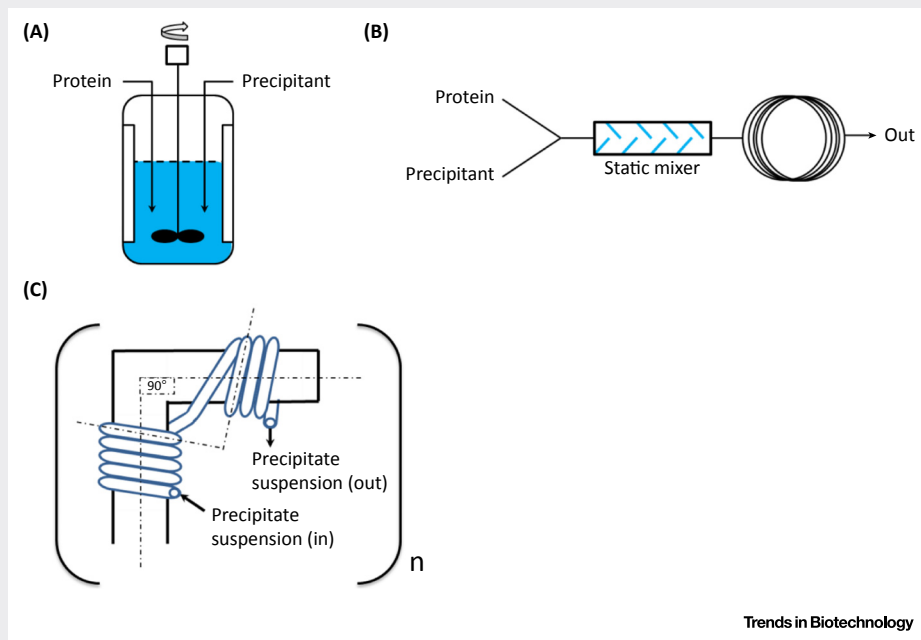 (A)
Protein
Precipitant
(B)
Protein
Precipitant
Static mixer
Out
(C)
90°
Precipitate
suspension (out)
Precipitate
suspension (in)
n
Trends in Biotechnology